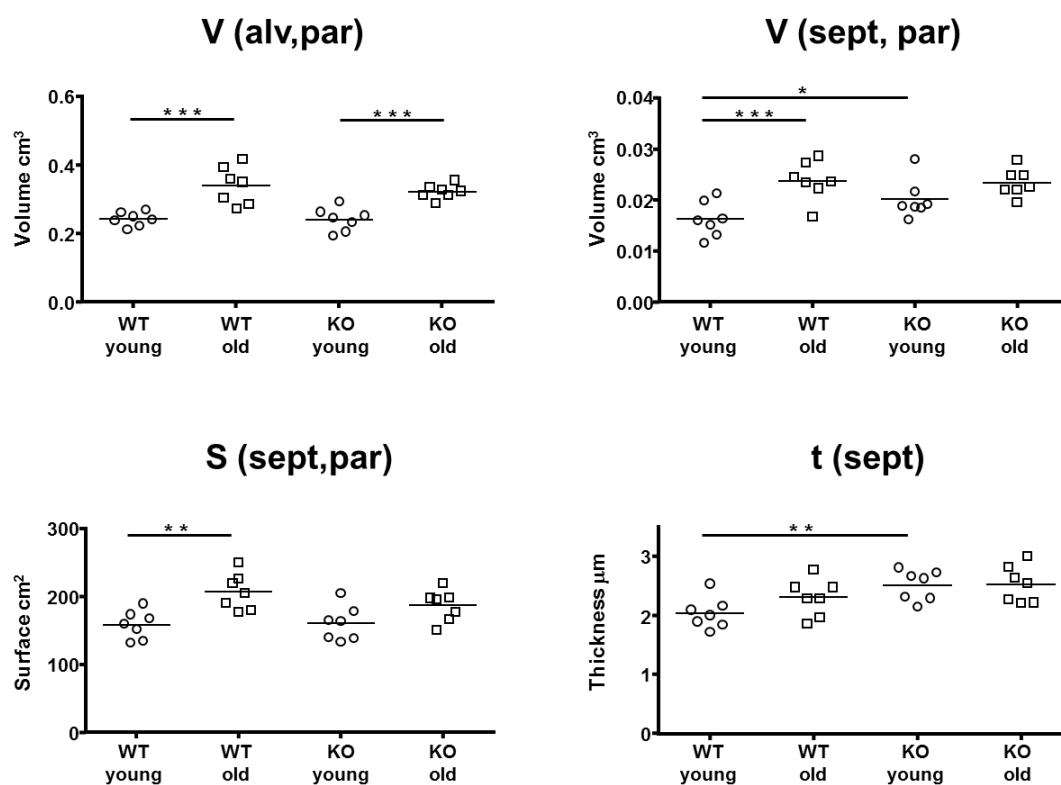 V (alv,par)
Volume cm³
0.6
0.4
0.2
0.0
* * *
* * *
WT young
WT old
KO young
KO old
V (sept, par)
Volume cm³
0.04
0.03
0.02
0.01
0.00
*
* * *
WT young
WT old
KO young
KO old
S (sept,par)
Surface cm²
300
200
100
0
* *
WT young
WT old
KO young
KO old
t (sept)
Thickness µm
3
2
1
0
* *
WT young
WT old
KO young
KO old